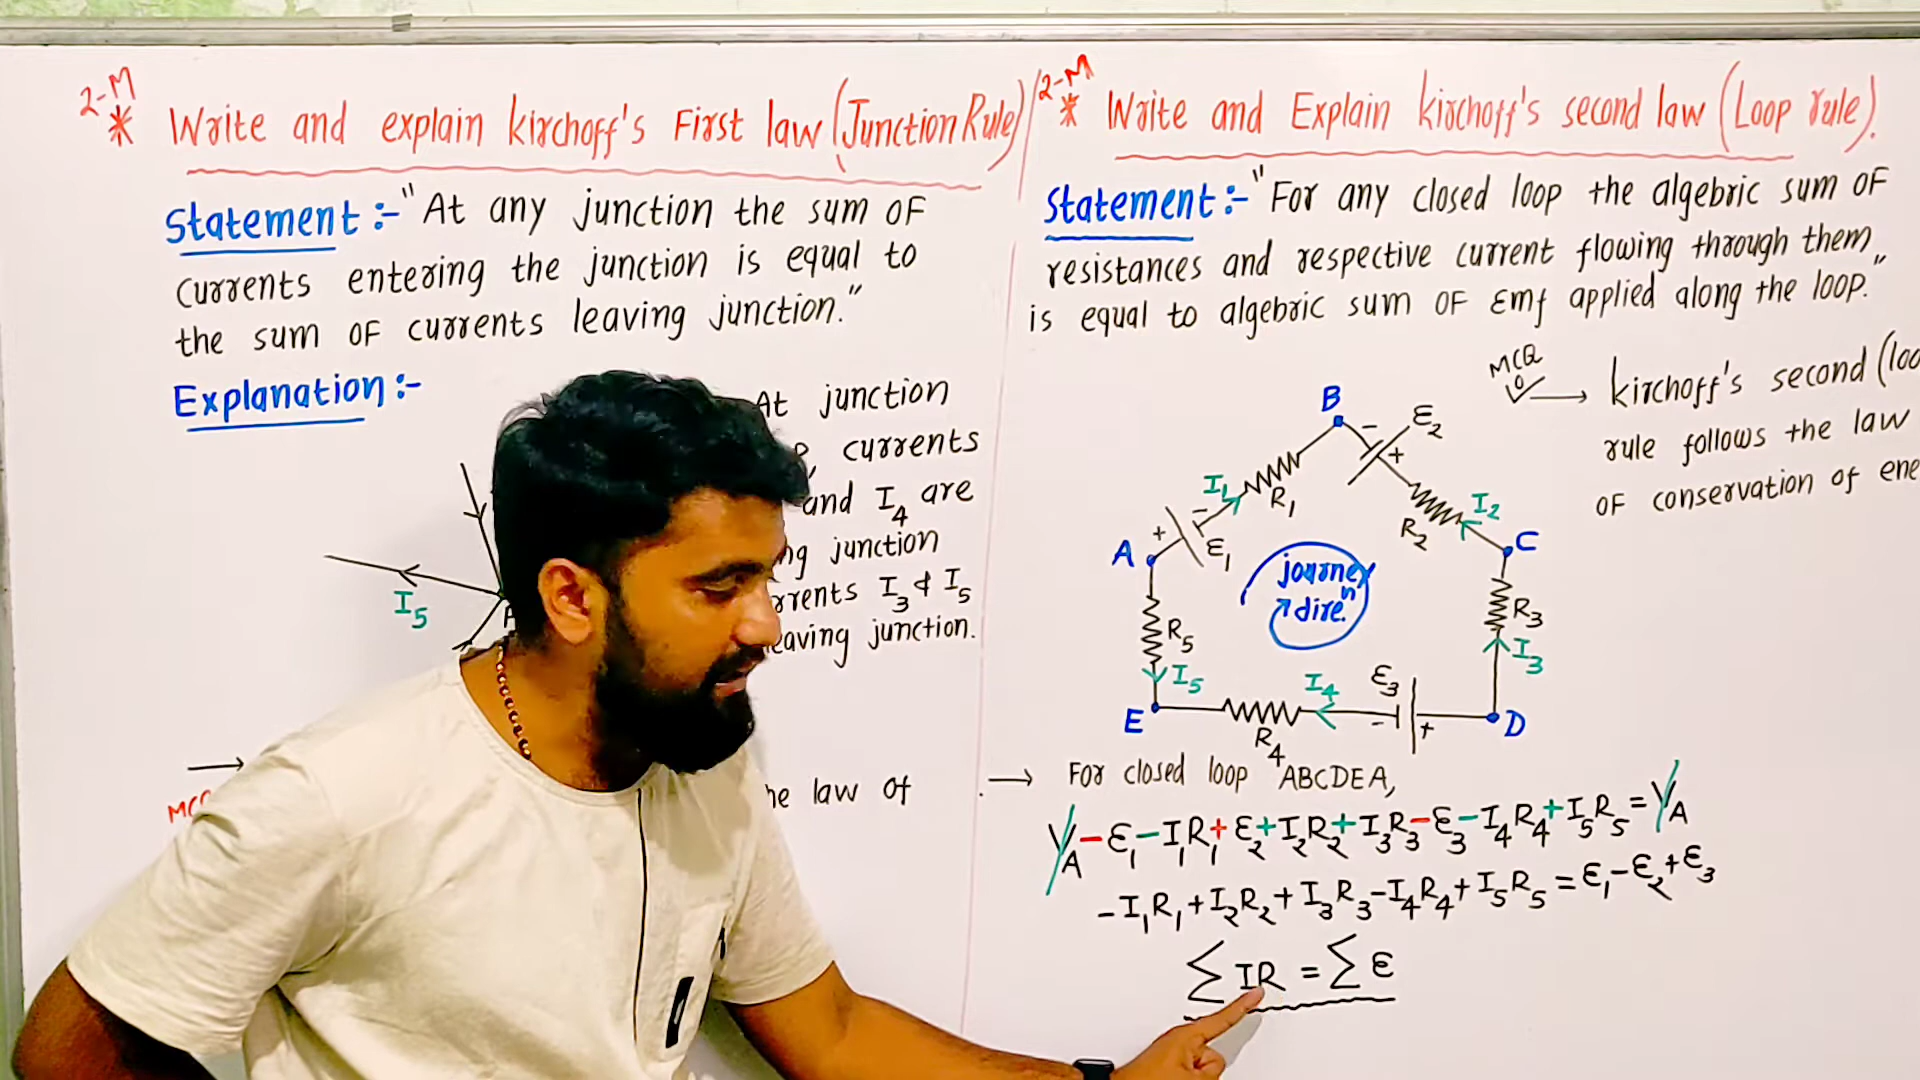 2-M
* Write and explain kirchoff's First law (Junction Rule)
Statement :- "At any junction the sum OF
currents entering the junction is equal to
the sum OF currents leaving junction."
Explanation :-
At junction
P, currents
and I4 are
junction
I3 & I5
leaving junction.
I5
law of
2-M
* Write and Explain kirchoff's second law (Loop rule).
Statement :- "For any closed loop the algebric sum OF
resistances and respective current flowing through them
is equal to algebric sum OF Emf applied along the loop."
MCQ
→ kirchoff's second
rule follows the law
OF conservation of
B
- ε2
+
I1 R1
R2 I2
+ - ε1
A
C
journey
direⁿ.
R5
R3
I5
I3
I4 ε3
- +
E
R4
D
→ For closed loop ABCDEA,
VA - ε1 - I1R1 + ε2 + I2R2 + I3R3 - ε3 - I4R4 + I5R5 = VA
- I1R1 + I2R2 + I3R3 - I4R4 + I5R5 = ε1 - ε2 + ε3
∑ IR = ∑ ε